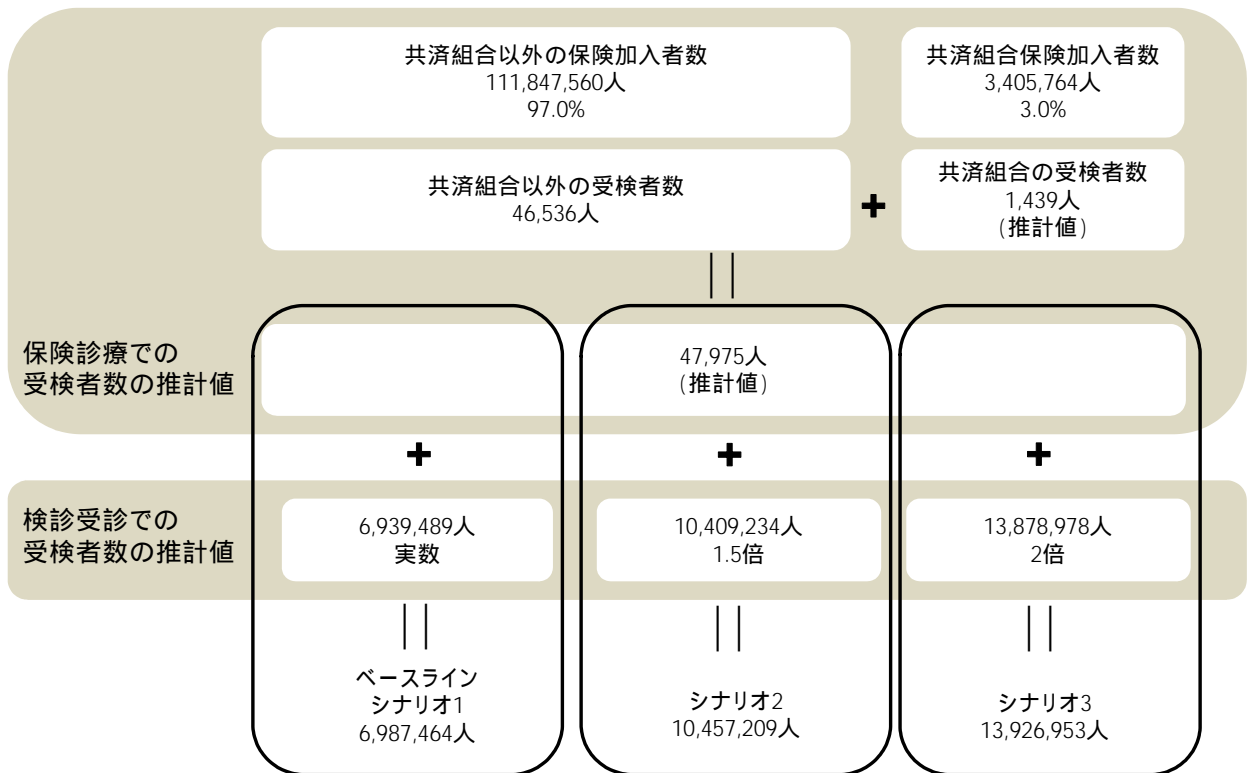 共済組合以外の保険加入者数
111,847,560人
97.0%
共済組合保険加入者数
3,405,764人
3.0%
共済組合以外の受検者数
46,536人
+
共済組合の受検者数
1,439人
(推計値)
保険診療での
受検者数の推計値
47,975人
(推計値)
+
+
+
検診受診での
受検者数の推計値
6,939,489人
実数
10,409,234人
1.5倍
13,878,978人
2倍
ベースライン
シナリオ1
6,987,464人
シナリオ2
10,457,209人
シナリオ3
13,926,953人